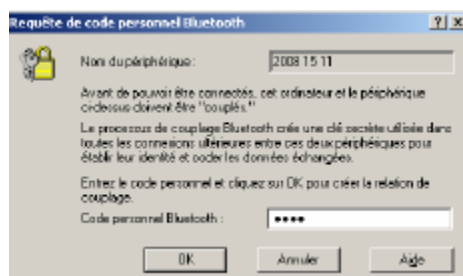 Requête de code personnel Bluetooth
Nom du périphérique :
2008 15 11
Avant de pouvoir être connectés, cet ordinateur et le périphérique
ci-dessus doivent être "couplés."
Le processus de couplage Bluetooth crée une clé secrète utilisée dans
toutes les connexions ultérieures entre ces deux périphériques pour
établir leur identité et coder les données échangées.
Entrez le code personnel et cliquez sur OK pour créer la relation de
couplage.
Code personnel Bluetooth :
••••
OK
Annuler
Aide